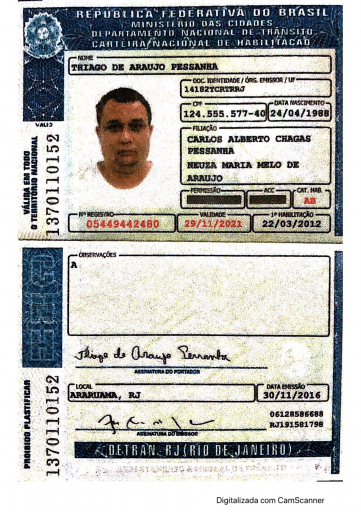 REPÚBLICA FEDERATIVA DO BRASIL
MINISTÉRIO DAS CIDADES
DEPARTAMENTO NACIONAL DE TRÂNSITO
CARTEIRA NACIONAL DE HABILITAÇÃO
NOME
THIAGO DE ARAUJO PESSANHA
DOC. IDENTIDADE / ÓRG. EMISSOR / UF
CPF
DATA NASCIMENTO
124.555.577-40
24/04/1988
FILIAÇÃO
CARLOS ALBERTO CHAGAS
PESSANHA
NEUZA MARIA MELO DE
ARAUJO
PERMISSÃO
ACC
CAT. HAB.
AB
Nº REGISTRO
VALIDADE
1ª HABILITAÇÃO
05449442480
29/11/2021
22/03/2012
VÁLIDA EM TODO
O TERRITÓRIO NACIONAL
1370110152
OBSERVAÇÕES
A
Thiago de Araujo Pessanha
ASSINATURA DO PORTADOR
LOCAL
DATA EMISSÃO
ARARUAMA, RJ
30/11/2016
ASSINATURA DO EMISSOR
06128586688
RJ191581798
DETRAN, RJ (RIO DE JANEIRO)
PROIBIDO PLASTIFICAR
1370110152
Digitalizada com CamScanner